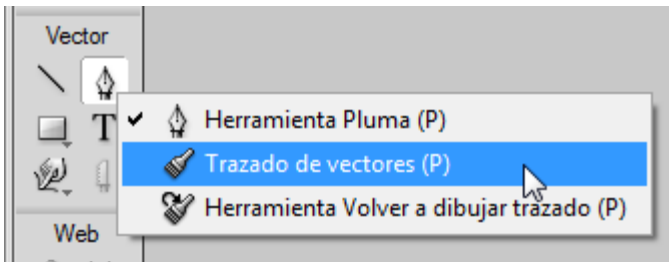 Vector
T
Herramienta Pluma (P)
Trazado de vectores (P)
Herramienta Volver a dibujar trazado (P)
Web